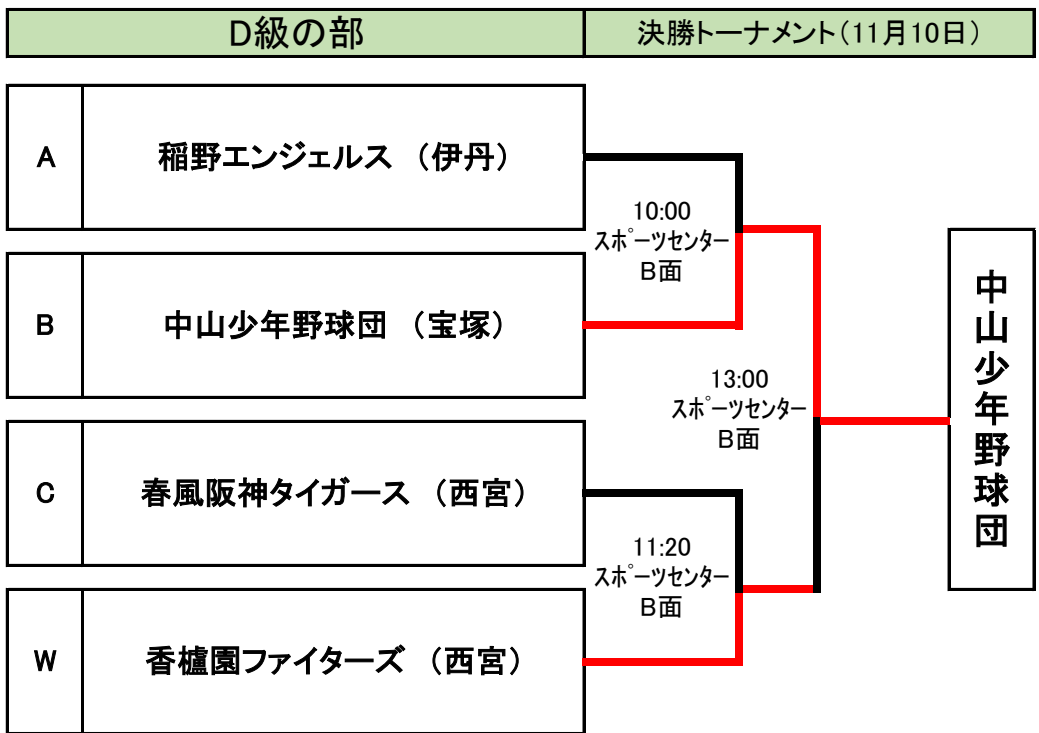 D級の部
決勝トーナメント（11月10日）
A
稲野エンジェルス （伊丹）
10:00
スポーツセンター
B面
B
中山少年野球団 （宝塚）
13:00
スポーツセンター
B面
中山少年野球団
C
春風阪神タイガース （西宮）
11:20
スポーツセンター
B面
W
香櫨園ファイターズ （西宮）